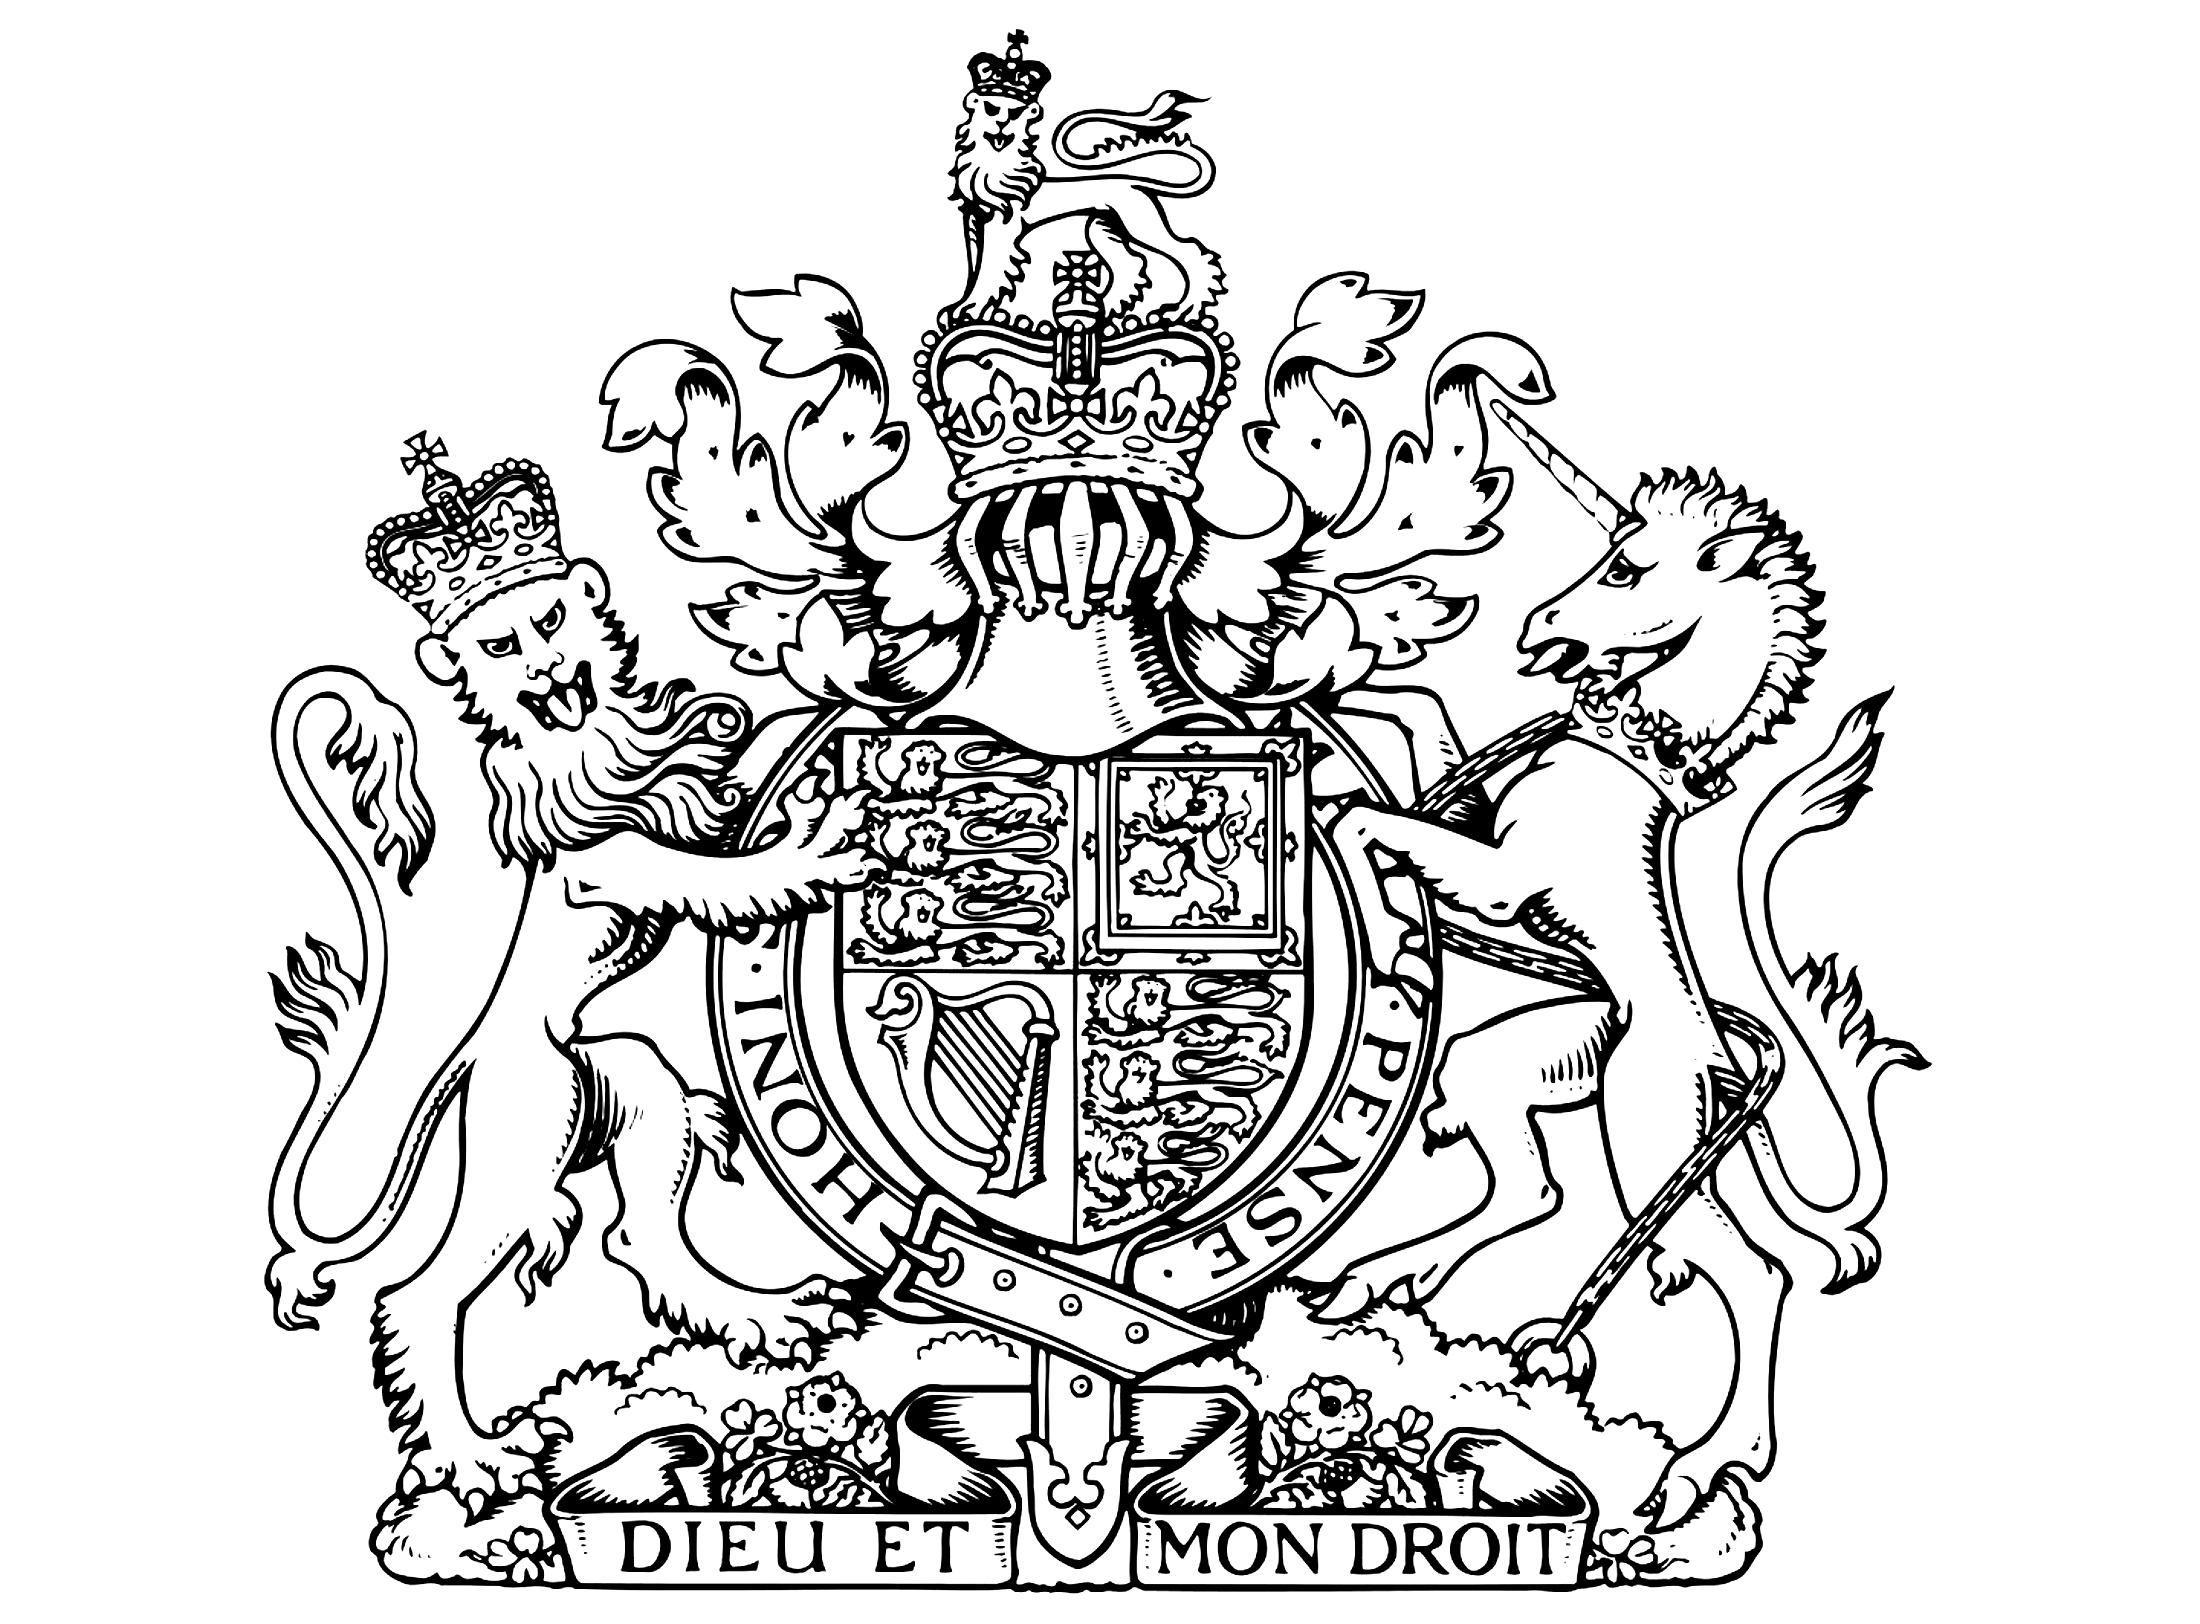 · HONI ·
· PENSE ·
DIEU ET MON DROIT